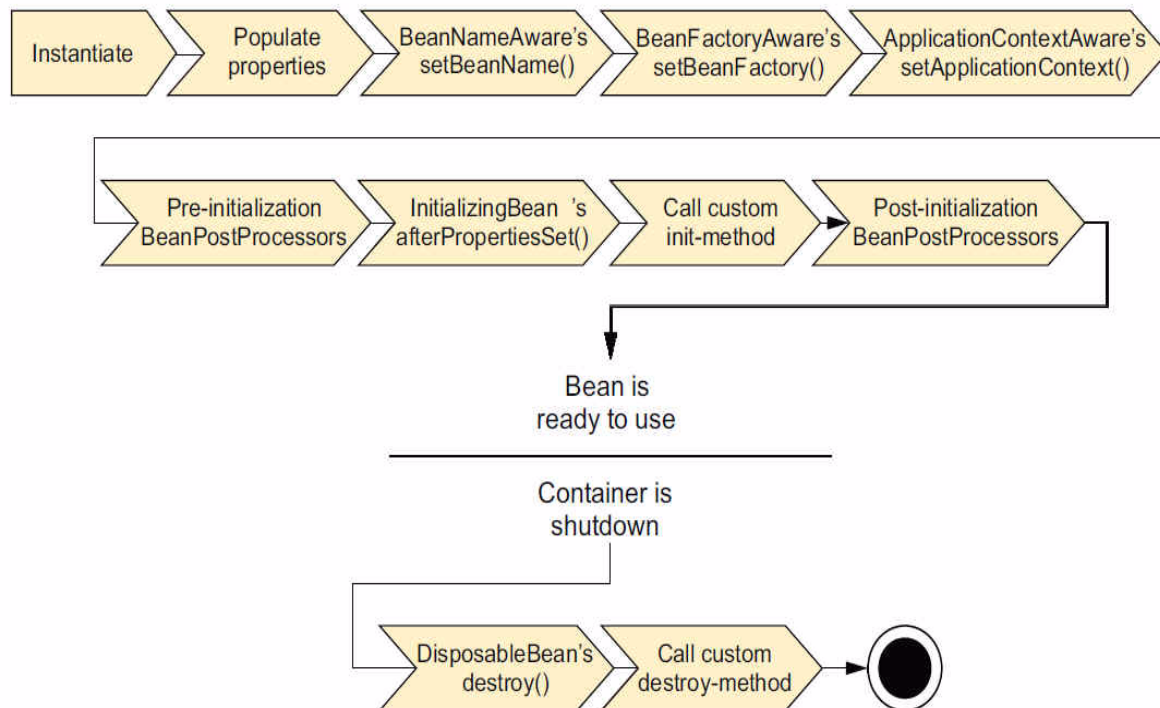 Instantiate
Populate
properties
BeanNameAware's
setBeanName()
BeanFactoryAware's
setBeanFactory()
ApplicationContextAware's
setApplicationContext()
Pre-initialization
BeanPostProcessors
InitializingBean 's
afterPropertiesSet()
Call custom
init-method
Post-initialization
BeanPostProcessors
Bean is
ready to use
Container is
shutdown
DisposableBean's
destroy()
Call custom
destroy-method